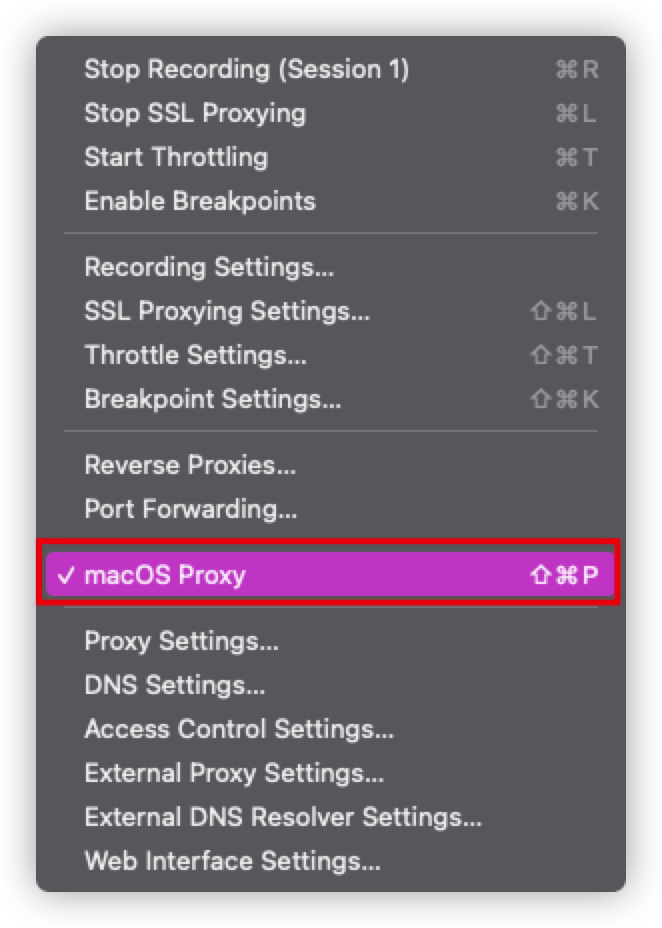 Stop Recording (Session 1) ⌘R
Stop SSL Proxying ⌘L
Start Throttling ⌘T
Enable Breakpoints ⌘K
Recording Settings...
SSL Proxying Settings... ⇧⌘L
Throttle Settings... ⇧⌘T
Breakpoint Settings... ⇧⌘K
Reverse Proxies...
Port Forwarding...
✓ macOS Proxy ⇧⌘P
Proxy Settings...
DNS Settings...
Access Control Settings...
External Proxy Settings...
External DNS Resolver Settings...
Web Interface Settings...